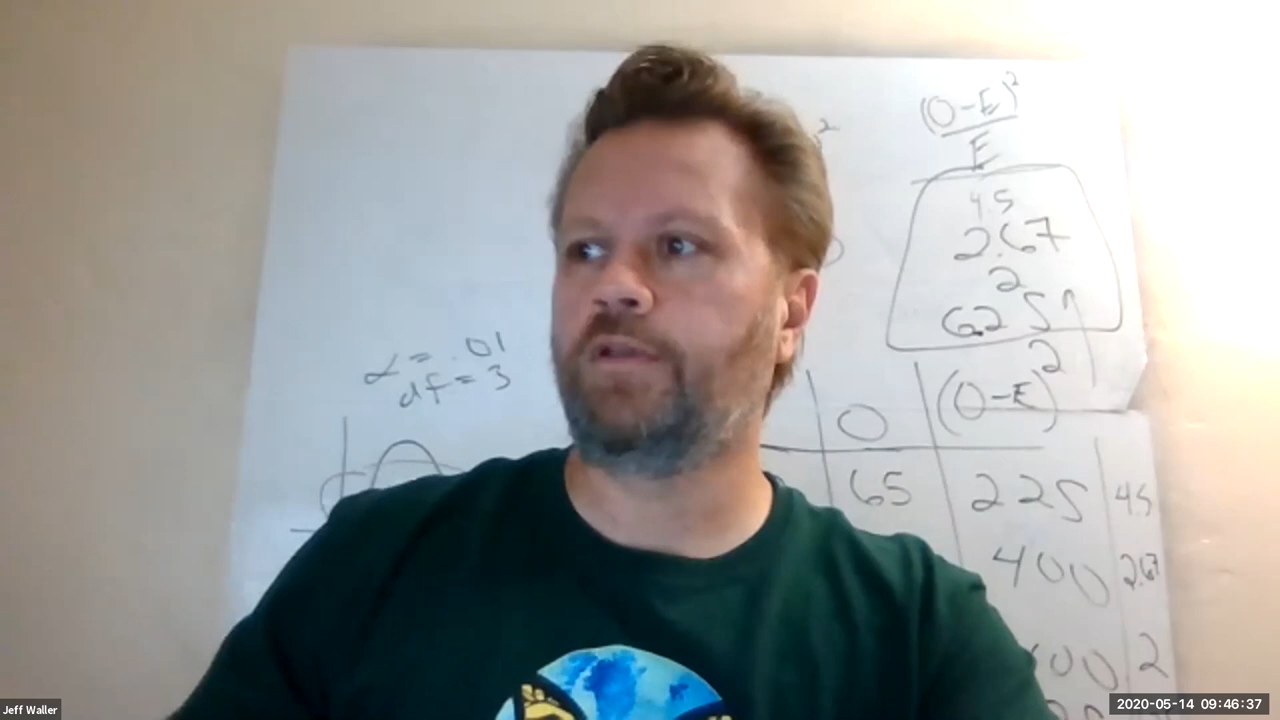 (O-E)²
E
4.5
2.67
2
6.25
α = .01
df = 3
O
(O-E)²
65
225
4.5
400
2.67
2
Jeff Waller
2020-05-14 09:46:37